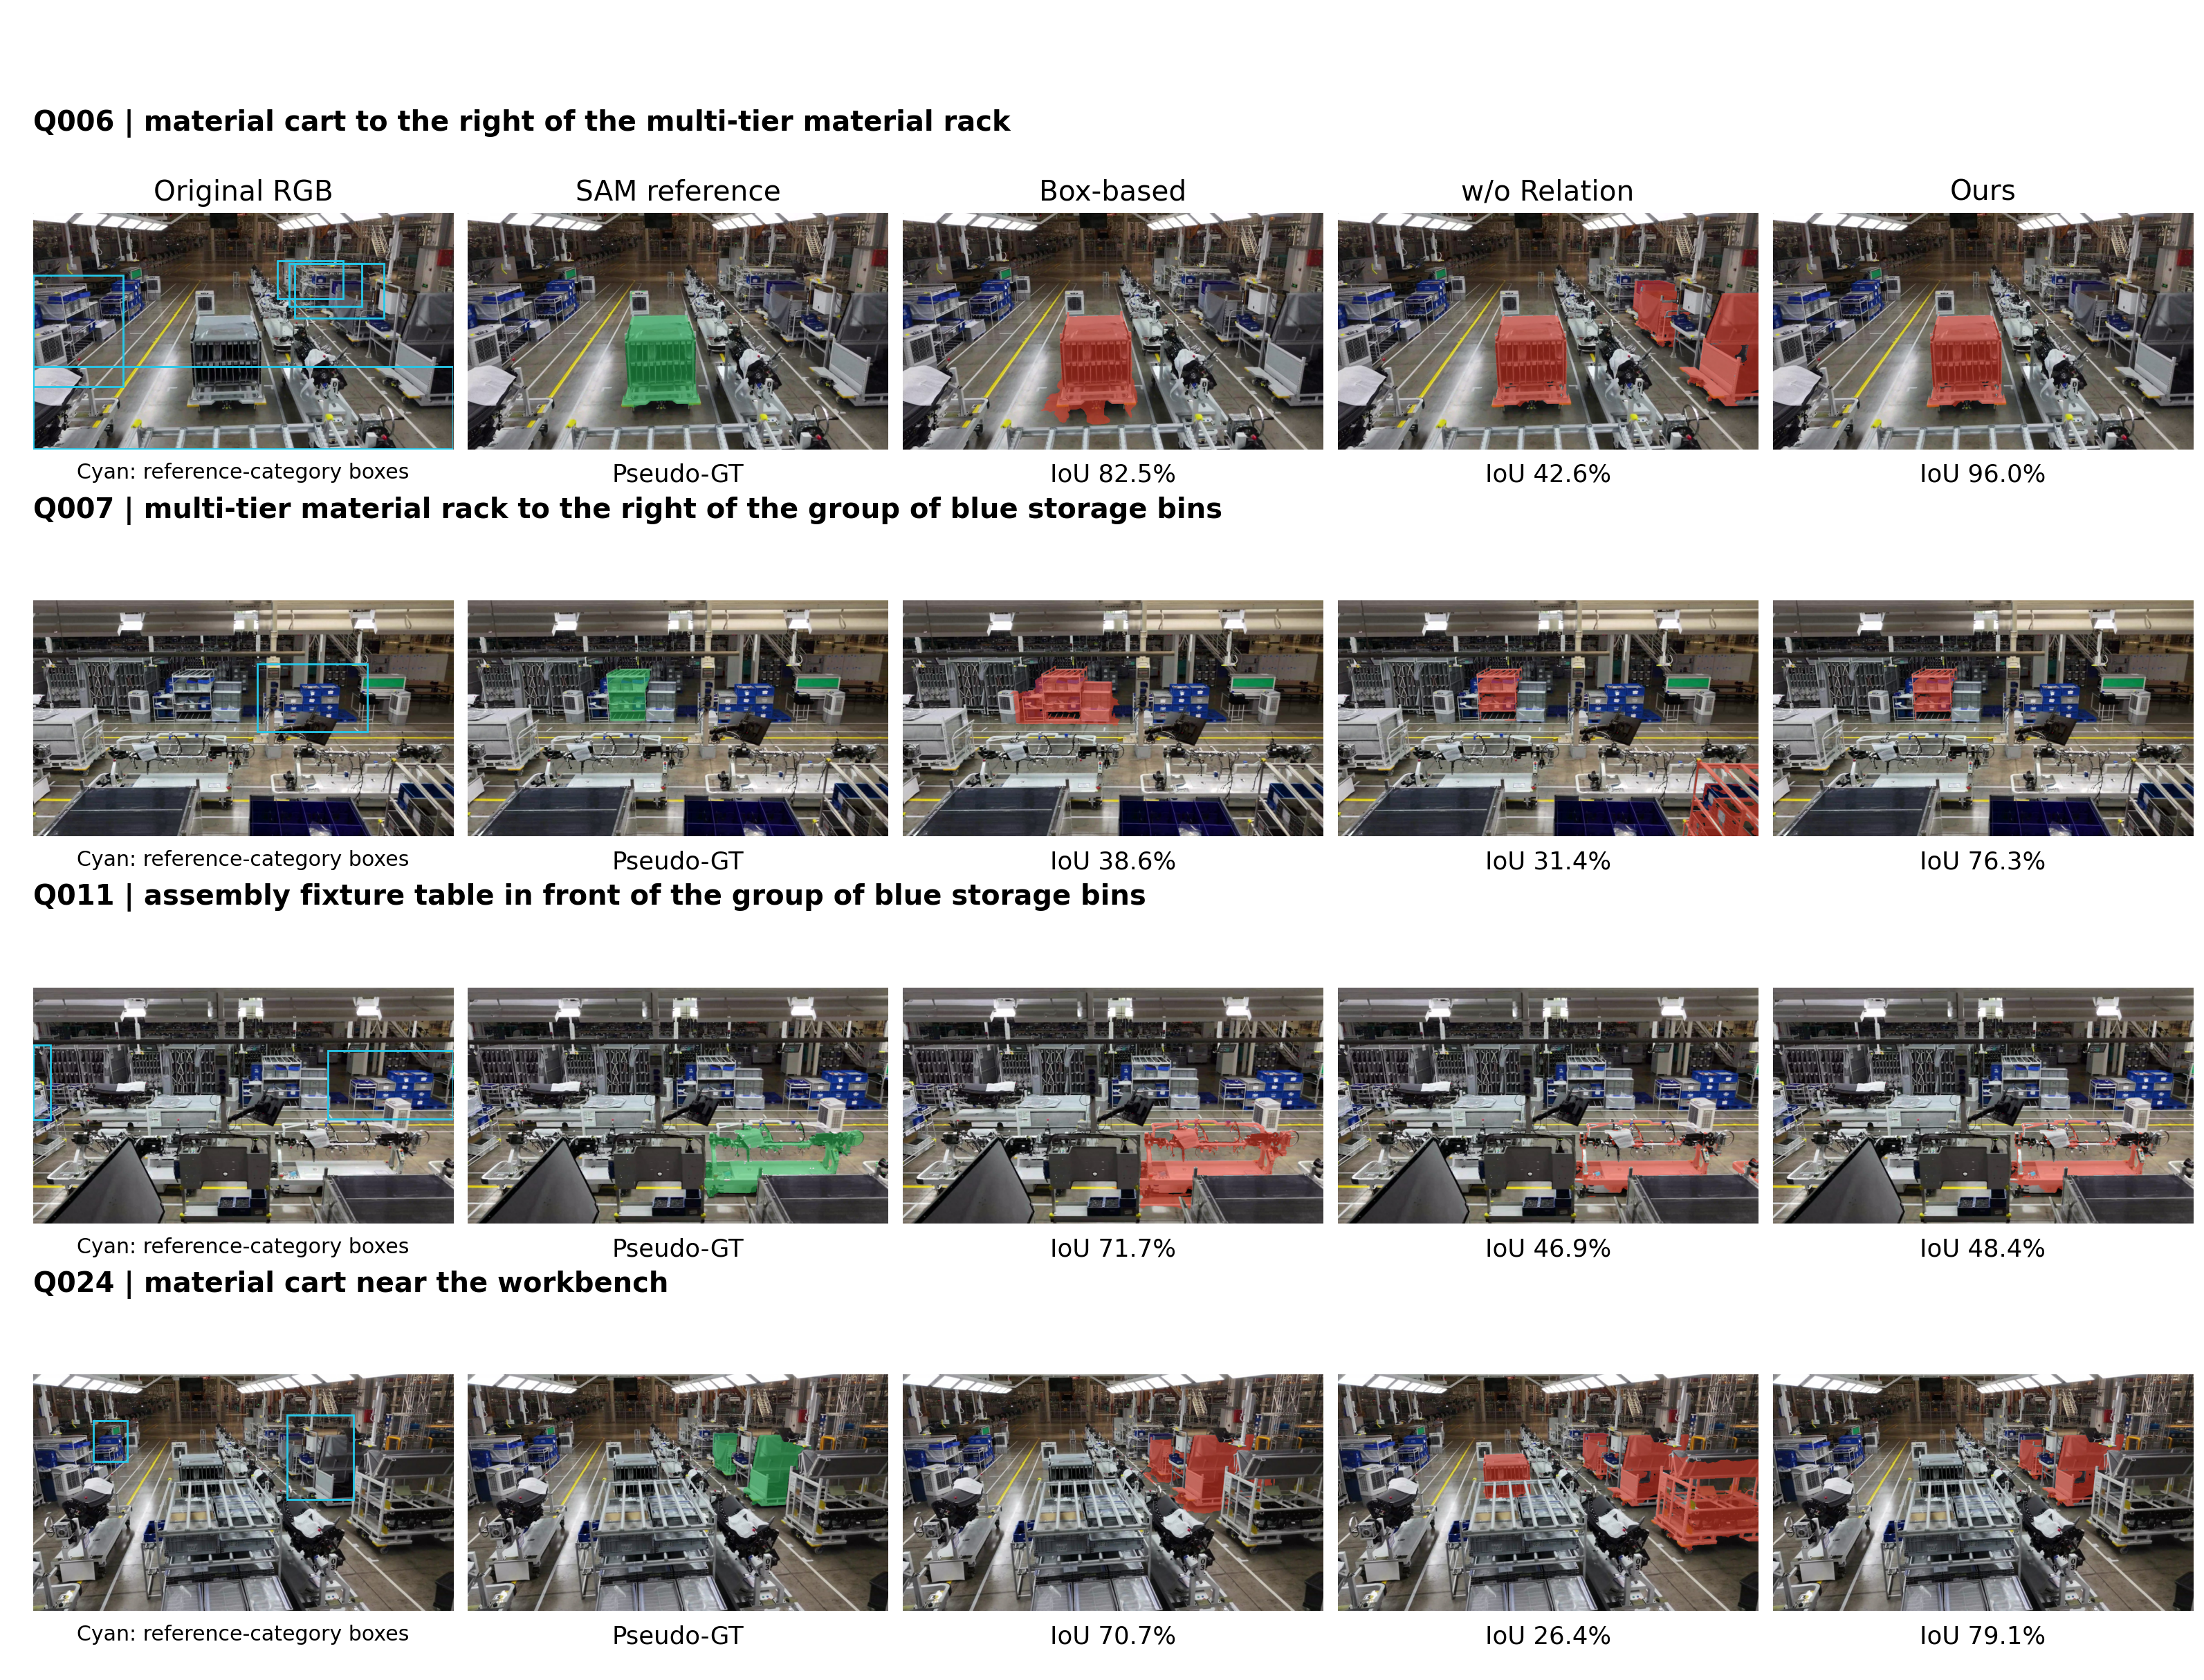 Q006 | material cart to the right of the multi-tier material rack
Original RGB
SAM reference
Box-based
w/o Relation
Ours
Cyan: reference-category boxes
Pseudo-GT
IoU 82.5%
IoU 42.6%
IoU 96.0%
Q007 | multi-tier material rack to the right of the group of blue storage bins
Cyan: reference-category boxes
Pseudo-GT
IoU 38.6%
IoU 31.4%
IoU 76.3%
Q011 | assembly fixture table in front of the group of blue storage bins
Cyan: reference-category boxes
Pseudo-GT
IoU 71.7%
IoU 46.9%
IoU 48.4%
Q024 | material cart near the workbench
Cyan: reference-category boxes
Pseudo-GT
IoU 70.7%
IoU 26.4%
IoU 79.1%